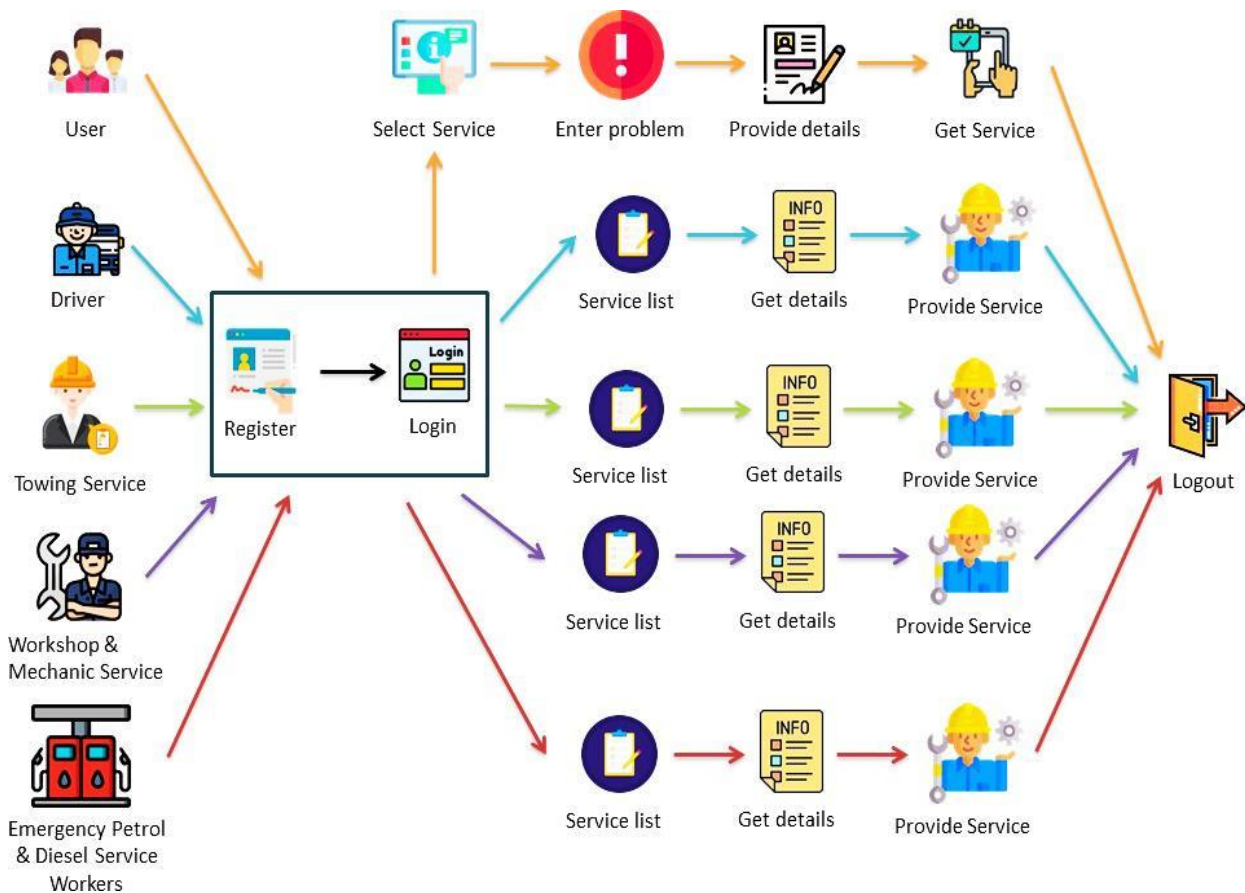 User
Select Service
Enter problem
Provide details
Get Service
Driver
INFO
Service list
Get details
Provide Service
Login
Register
Login
Towing Service
INFO
Service list
Get details
Provide Service
Logout
Workshop &
Mechanic Service
INFO
Service list
Get details
Provide Service
Emergency Petrol
& Diesel Service
Workers
INFO
Service list
Get details
Provide Service